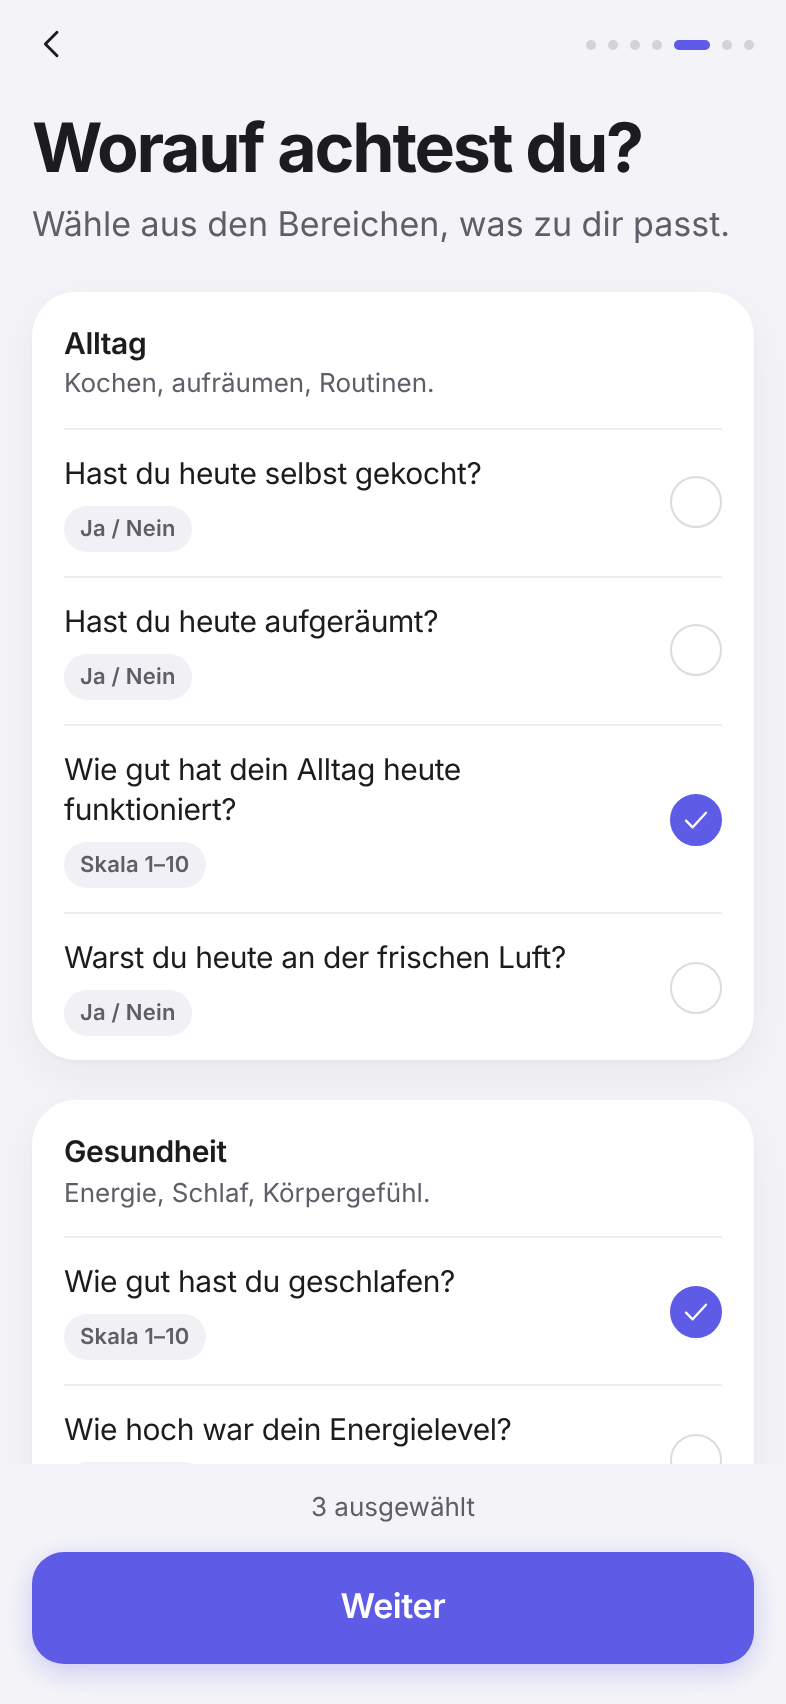 Worauf achtest du?
Wähle aus den Bereichen, was zu dir passt.
Alltag
Kochen, aufräumen, Routinen.
Hast du heute selbst gekocht?
Ja / Nein
Hast du heute aufgeräumt?
Ja / Nein
Wie gut hat dein Alltag heute
funktioniert?
Skala 1–10
Warst du heute an der frischen Luft?
Ja / Nein
Gesundheit
Energie, Schlaf, Körpergefühl.
Wie gut hast du geschlafen?
Skala 1–10
Wie hoch war dein Energielevel?
3 ausgewählt
Weiter